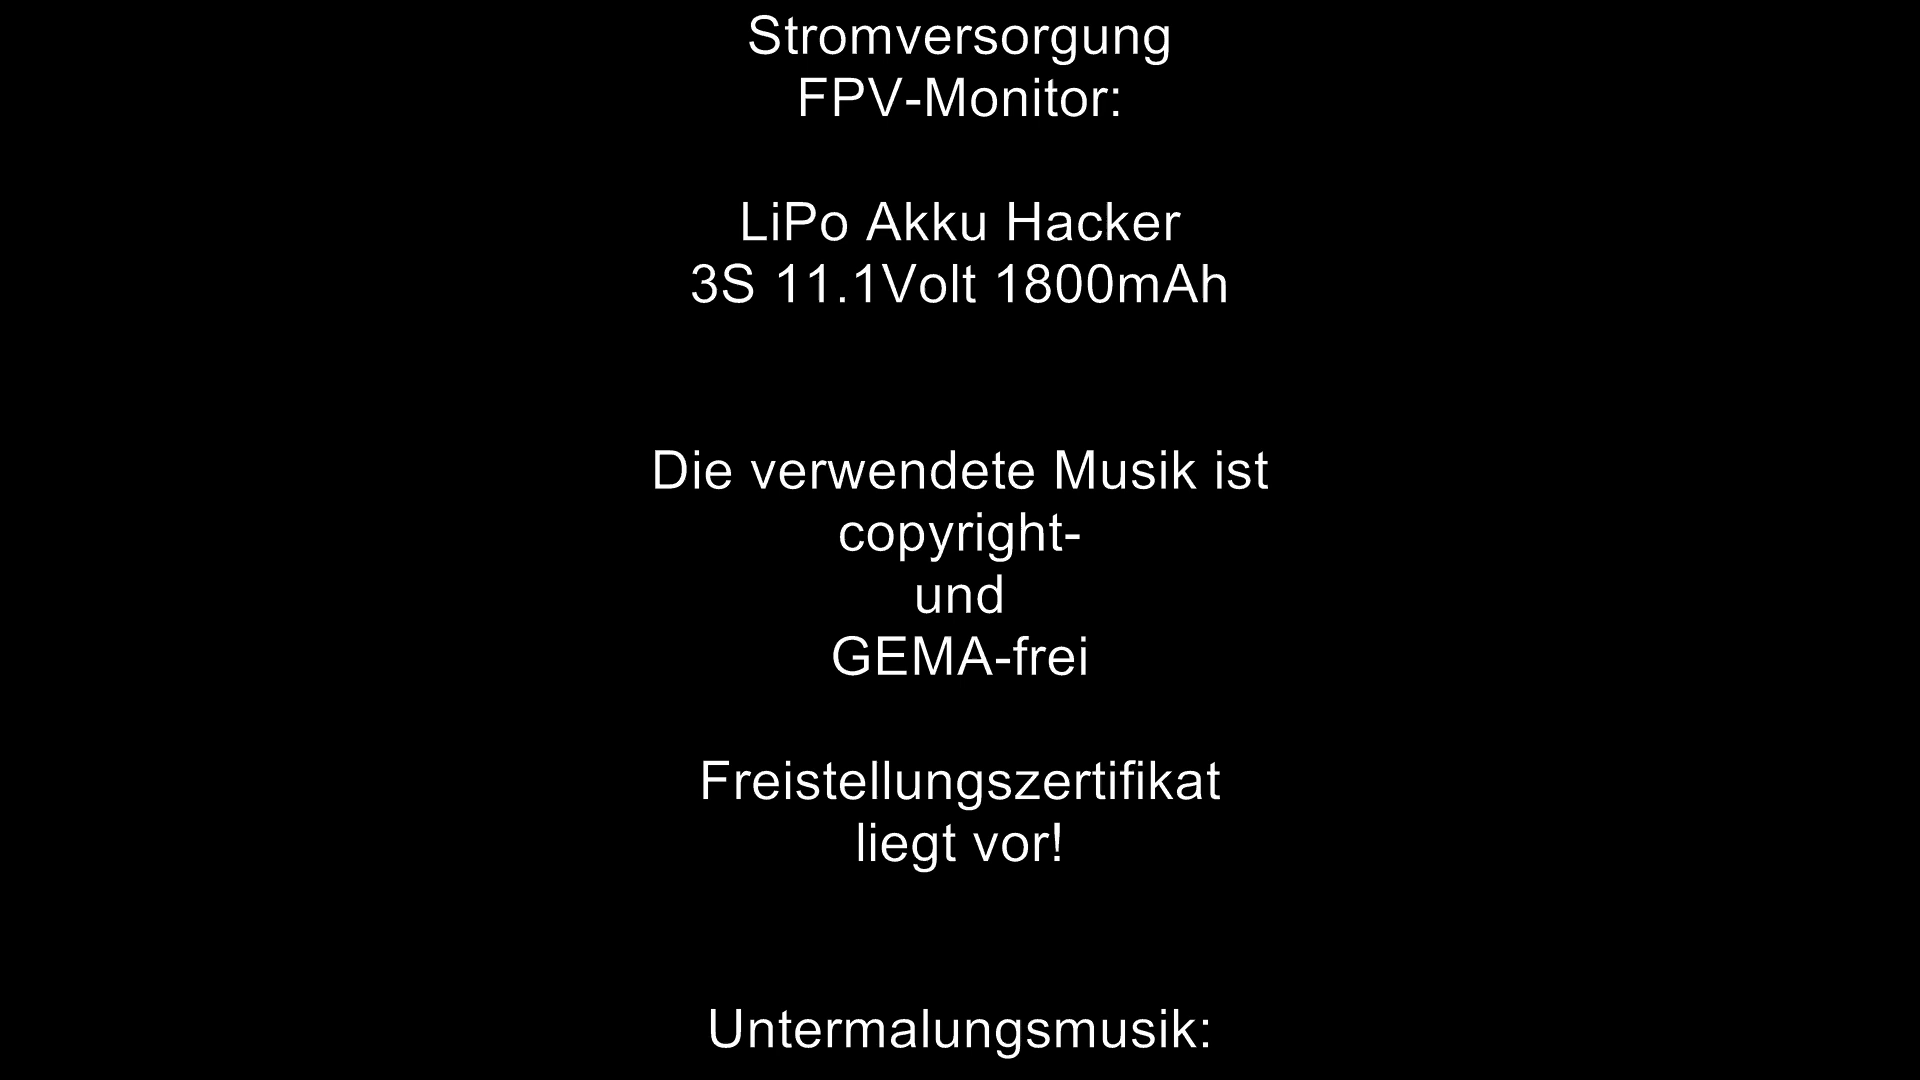 Stromversorgung
FPV-Monitor:
LiPo Akku Hacker
3S 11.1Volt 1800mAh
Die verwendete Musik ist
copyright-
und
GEMA-frei
Freistellungszertifikat
liegt vor!
Untermalungsmusik: